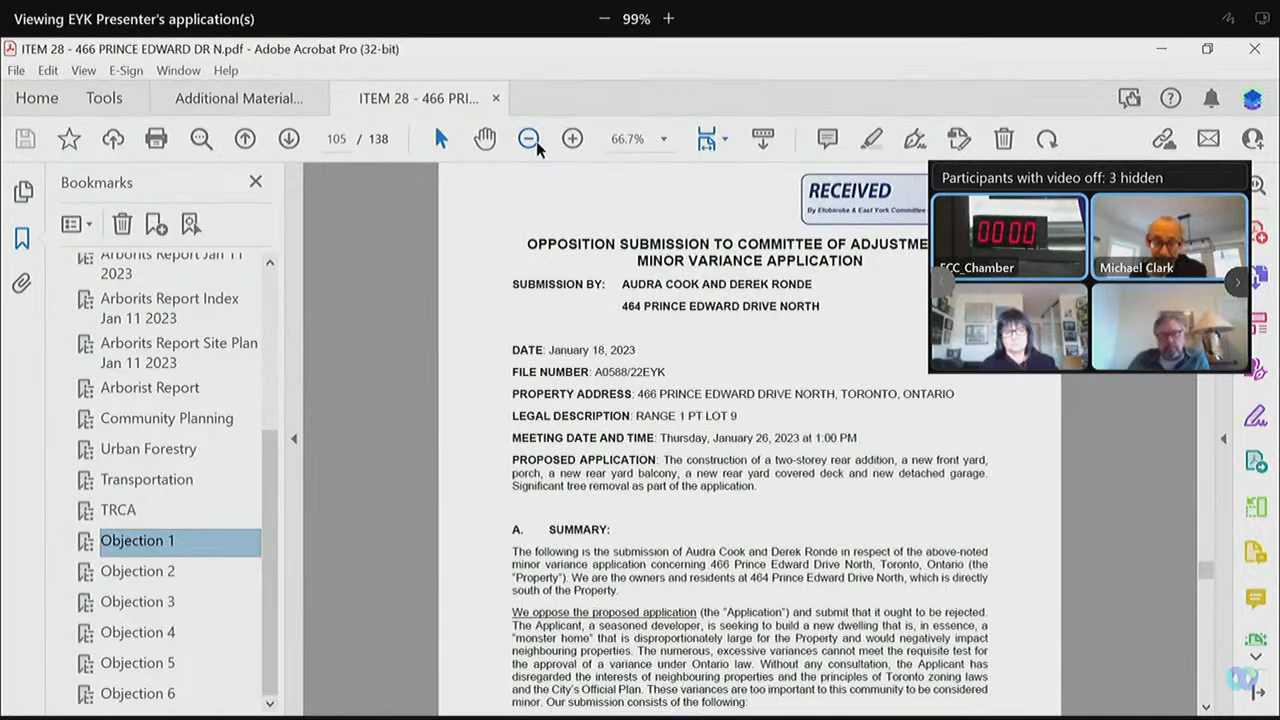 Viewing EYK Presenter's application(s)
99%
ITEM 28 - 466 PRINCE EDWARD DR N.pdf - Adobe Acrobat Pro (32-bit)
File Edit View E-Sign Window Help
Home Tools Additional Material... ITEM 28 - 466 PRI...
105 / 138 66.7%
Bookmarks
Arborits Report Jan 11
2023
Arborits Report Index
Jan 11 2023
Arborits Report Site Plan
Jan 11 2023
Arborist Report
Community Planning
Urban Forestry
Transportation
TRCA
Objection 1
Objection 2
Objection 3
Objection 4
Objection 5
Objection 6
Participants with video off: 3 hidden
00:00
ECC_Chamber
Michael Clark
RECEIVED
By Etobicoke & East York Committee
OPPOSITION SUBMISSION TO COMMITTEE OF ADJUSTME
MINOR VARIANCE APPLICATION
SUBMISSION BY: AUDRA COOK AND DEREK RONDE
464 PRINCE EDWARD DRIVE NORTH
DATE: January 18, 2023
FILE NUMBER: A0588/22EYK
PROPERTY ADDRESS: 466 PRINCE EDWARD DRIVE NORTH, TORONTO, ONTARIO
LEGAL DESCRIPTION: RANGE 1 PT LOT 9
MEETING DATE AND TIME: Thursday, January 26, 2023 at 1:00 PM
PROPOSED APPLICATION: The construction of a two-storey rear addition, a new front yard,
porch, a new rear yard balcony, a new rear yard covered deck and new detached garage.
Significant tree removal as part of the application.
A. SUMMARY:
The following is the submission of Audra Cook and Derek Ronde in respect of the above-noted
minor variance application concerning 466 Prince Edward Drive North, Toronto, Ontario (the
"Property"). We are the owners and residents at 464 Prince Edward Drive North, which is directly
south of the Property.
We oppose the proposed application (the "Application") and submit that it ought to be rejected.
The Applicant, a seasoned developer, is seeking to build a new dwelling that is, in essence, a
"monster home" that is disproportionately large for the Property and would negatively impact
neighbouring properties. The numerous, excessive variances cannot meet the requisite test for
the approval of a variance under Ontario law. Without any consultation, the Applicant has
disregarded the interests of neighbouring properties and the principles of Toronto zoning laws
and the City's Official Plan. These variances are too important to this community to be considered
minor. Our submission consists of the following: